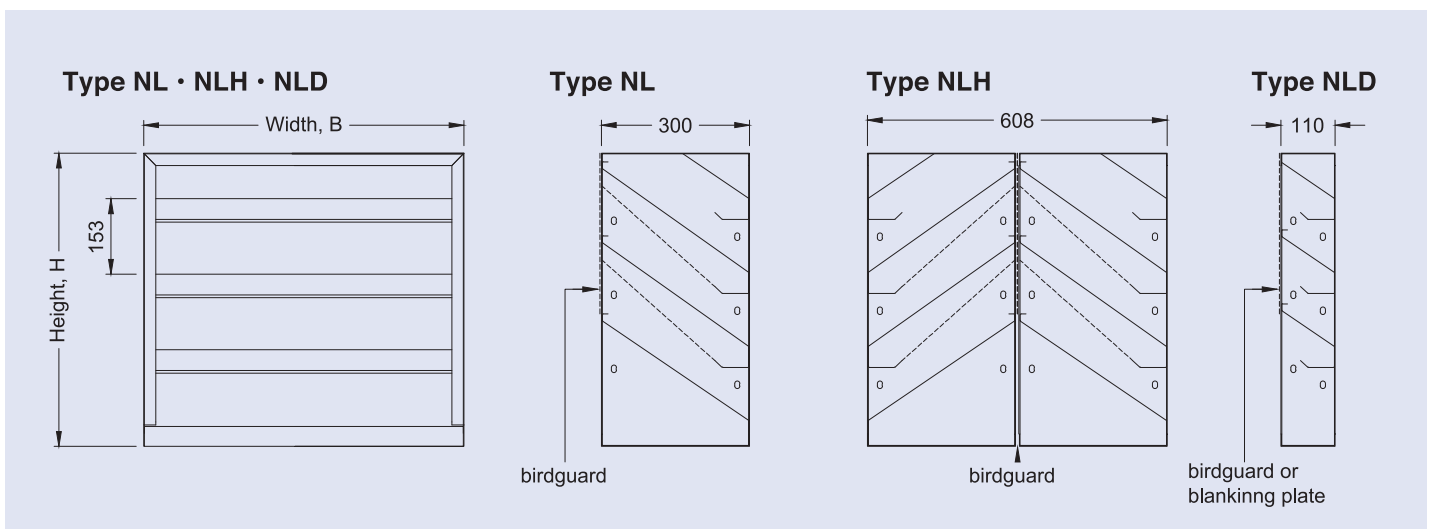 Type NL · NLH · NLD
Type NL
Type NLH
Type NLD
Width, B
300
608
110
153
Height, H
birdguard
birdguard
birdguard or
blankinng plate